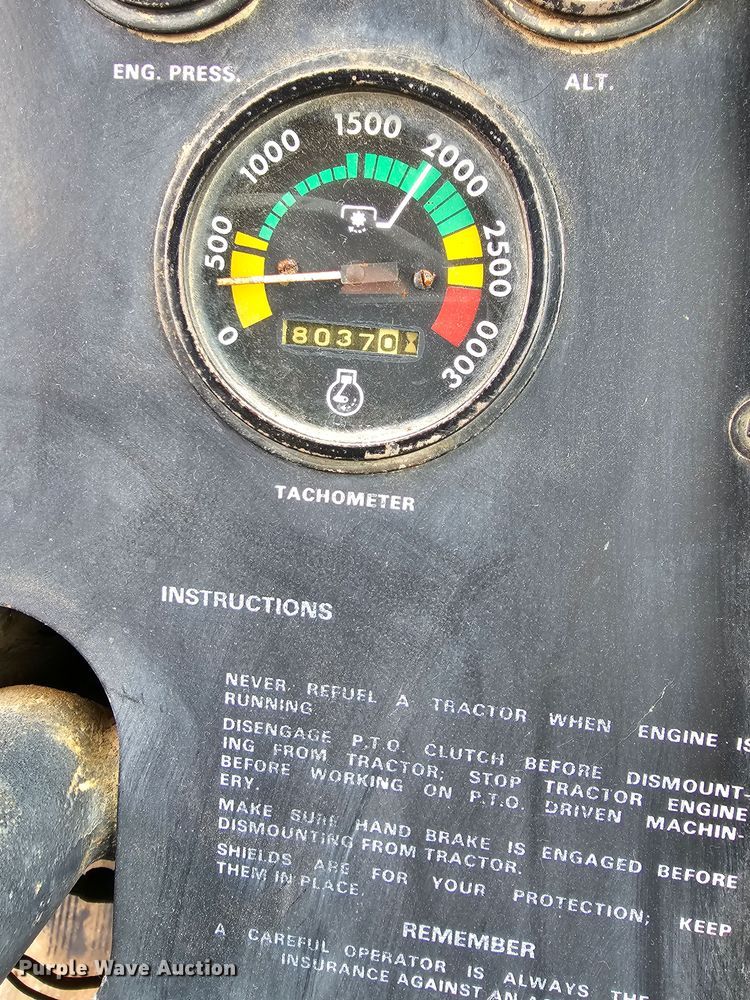 ENG. PRESS.
ALT.
0
500
1000
1500
2000
2500
3000
80370
TACHOMETER
INSTRUCTIONS
NEVER REFUEL A TRACTOR WHEN ENGINE IS
RUNNING
DISENGAGE P.T.O. CLUTCH BEFORE DISMOUNT-
ING FROM TRACTOR; STOP TRACTOR ENGINE
BEFORE WORKING ON P.T.O. DRIVEN MACHIN-
ERY.
MAKE SURE HAND BRAKE IS ENGAGED BEFORE
DISMOUNTING FROM TRACTOR.
SHIELDS ARE FOR YOUR PROTECTION; KEEP
THEM IN PLACE.
REMEMBER
A CAREFUL OPERATOR IS ALWAYS THE
INSURANCE AGAINST AN
Purple Wave Auction